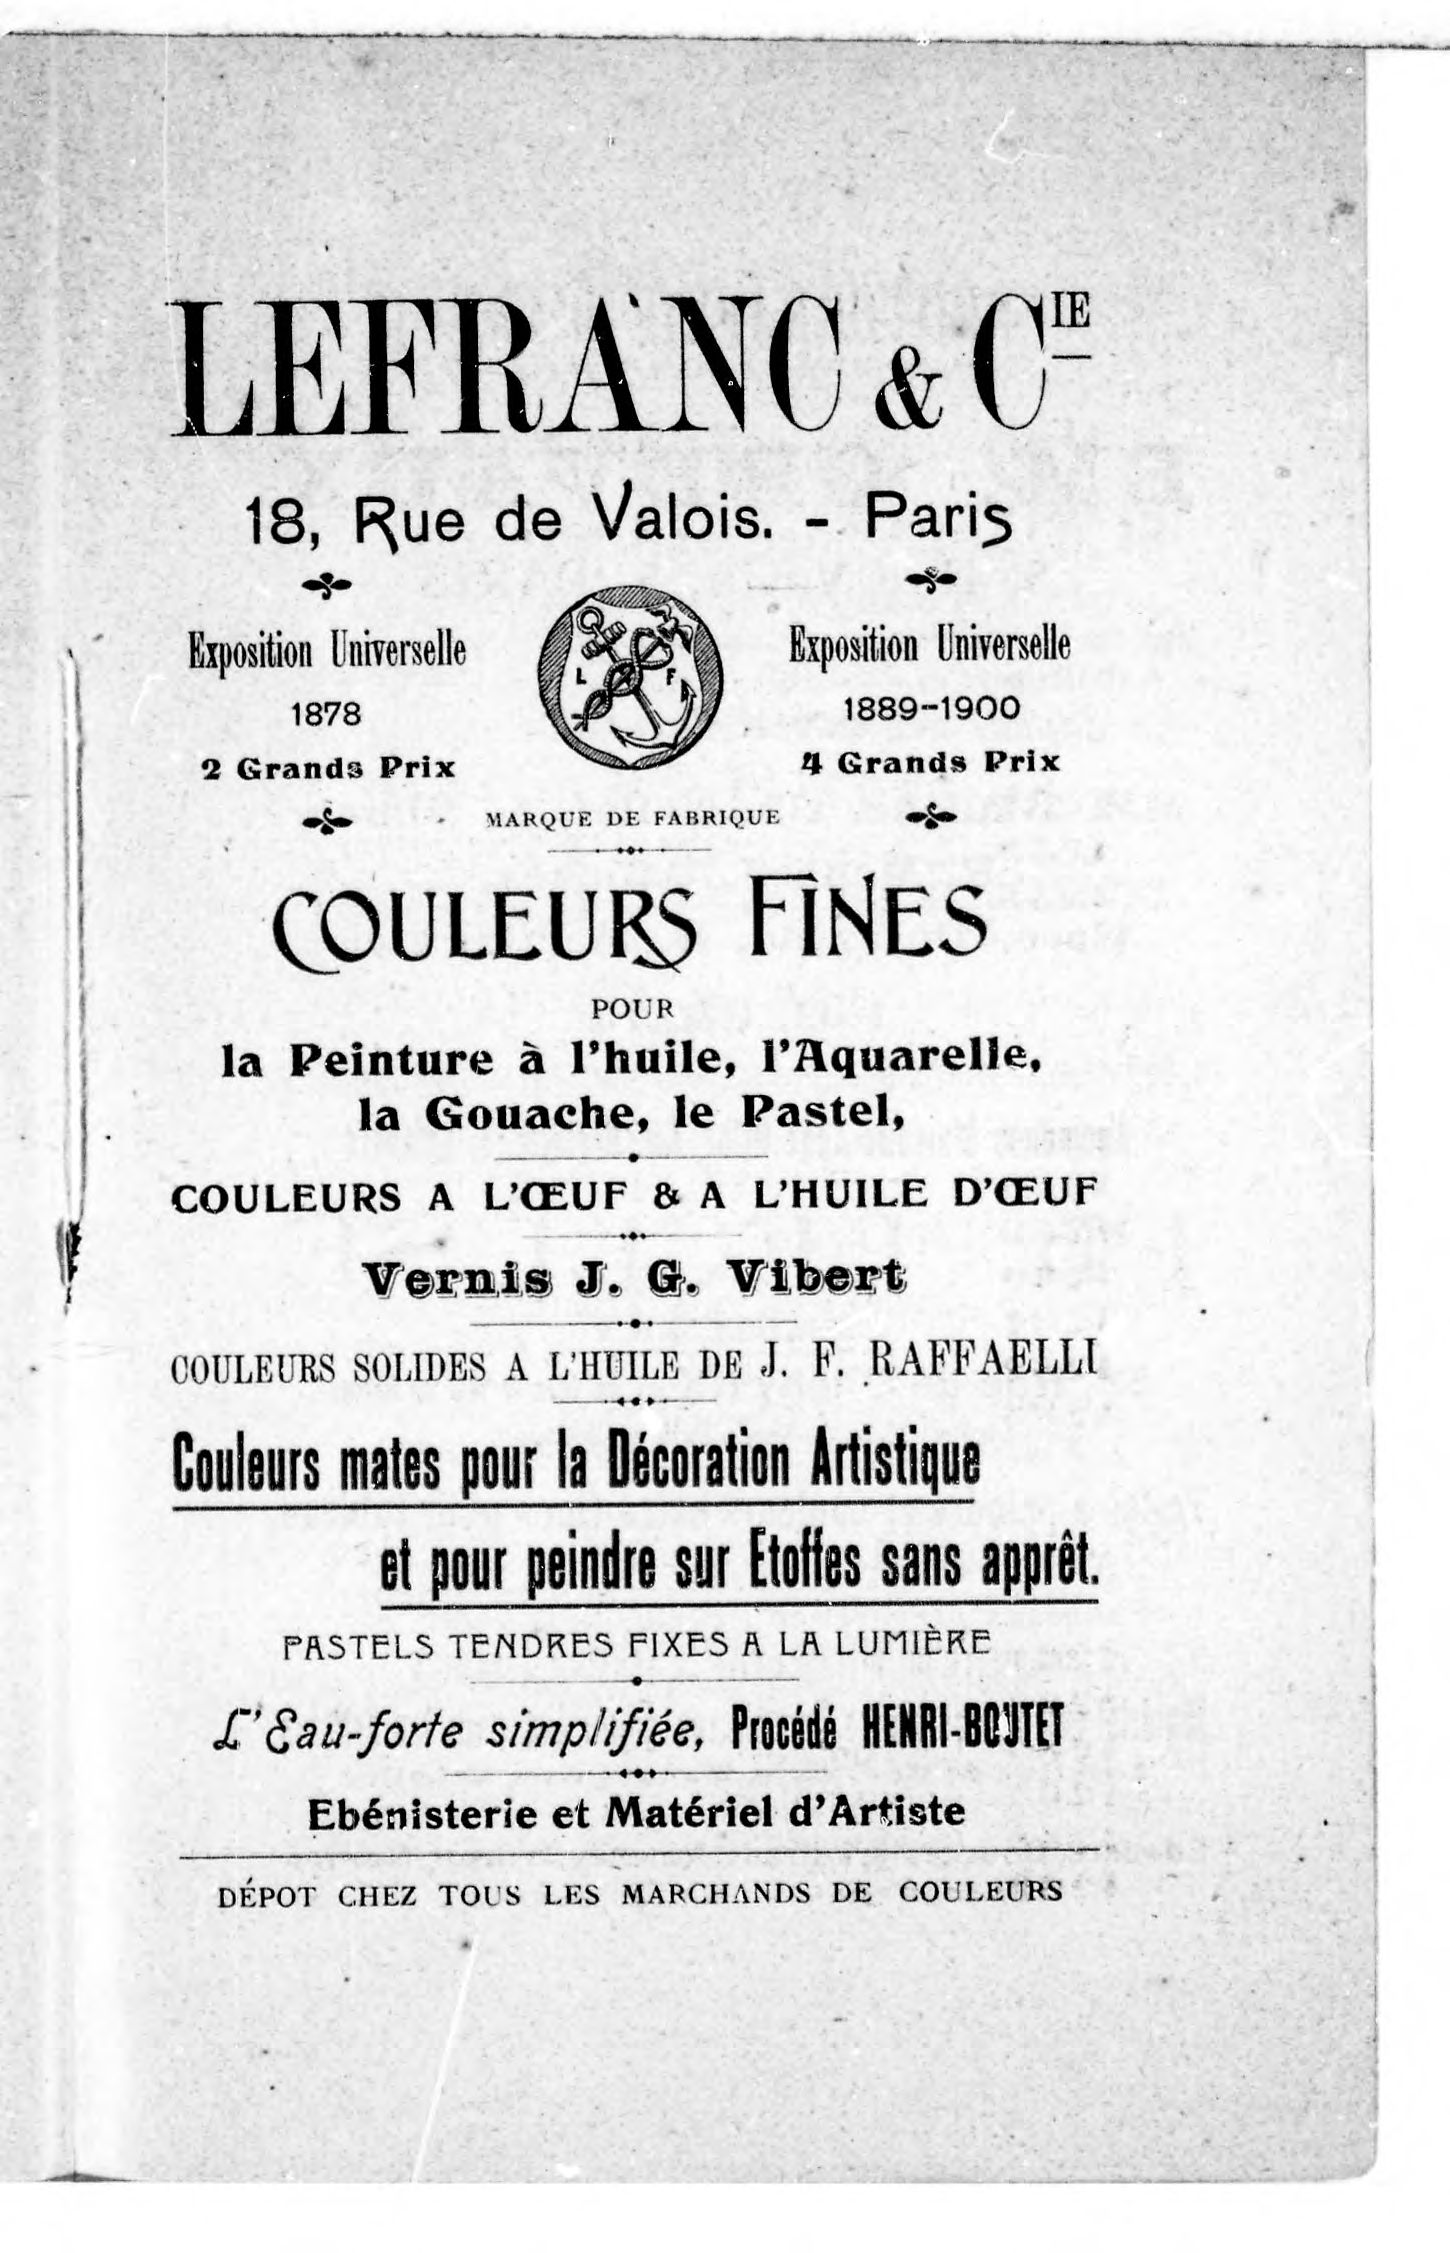 LEFRANC & CIE
18, Rue de Valois. - Paris
Exposition Universelle
1878
2 Grands Prix
L F
MARQUE DE FABRIQUE
Exposition Universelle
1889-1900
4 Grands Prix
COULEURS FINES
POUR
la Peinture à l'huile, l'Aquarelle,
la Gouache, le Pastel,
COULEURS A L'ŒUF & A L'HUILE D'ŒUF
Vernis J. G. Vibert
COULEURS SOLIDES A L'HUILE DE J. F. RAFFAELLI
Couleurs mates pour la Décoration Artistique
et pour peindre sur Etoffes sans apprêt.
PASTELS TENDRES FIXES A LA LUMIÈRE
L'Eau-forte simplifiée, Procédé HENRI-BOUTET
Ebénisterie et Matériel d'Artiste
DÉPOT CHEZ TOUS LES MARCHANDS DE COULEURS